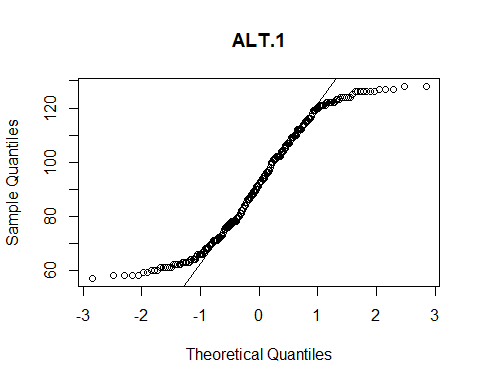 ALT.1
Sample Quantiles
120
100
80
60
-3 -2 -1 0 1 2 3
Theoretical Quantiles